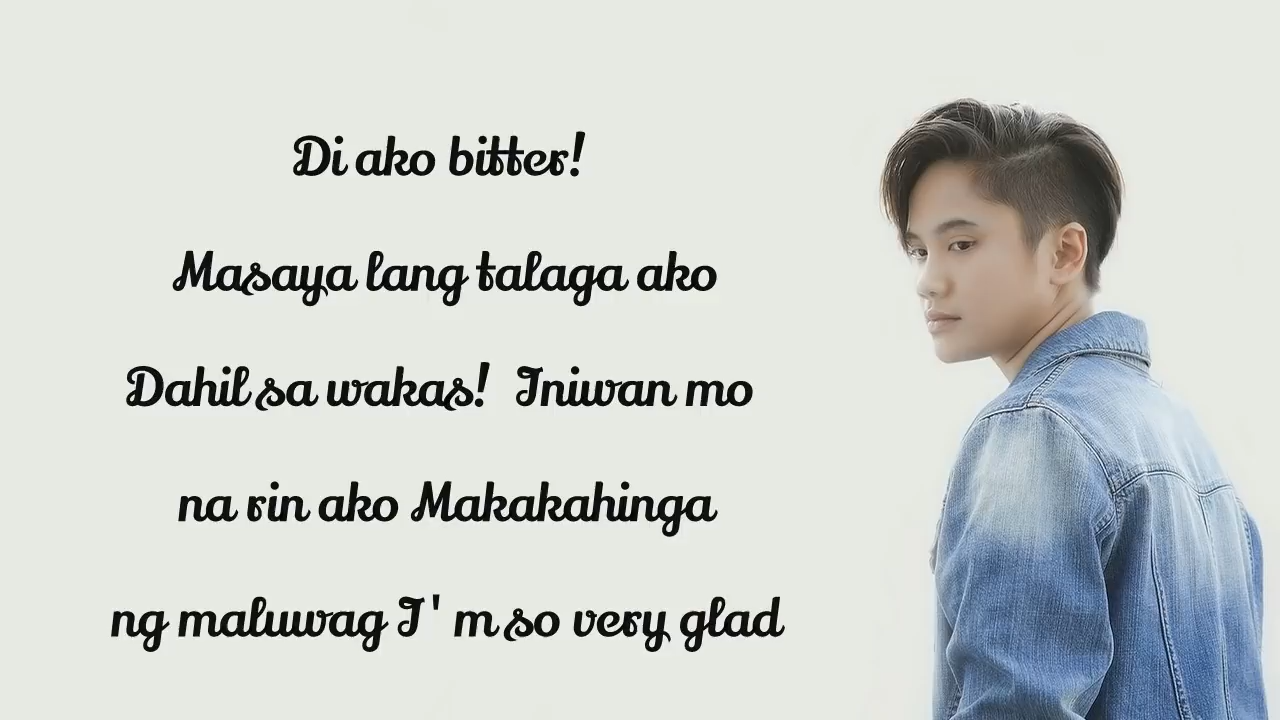 Di ako bitter!
Masaya lang talaga ako
Dahil sa wakas! Iniwan mo
na rin ako Makakahinga
ng maluwag I ' m so very glad